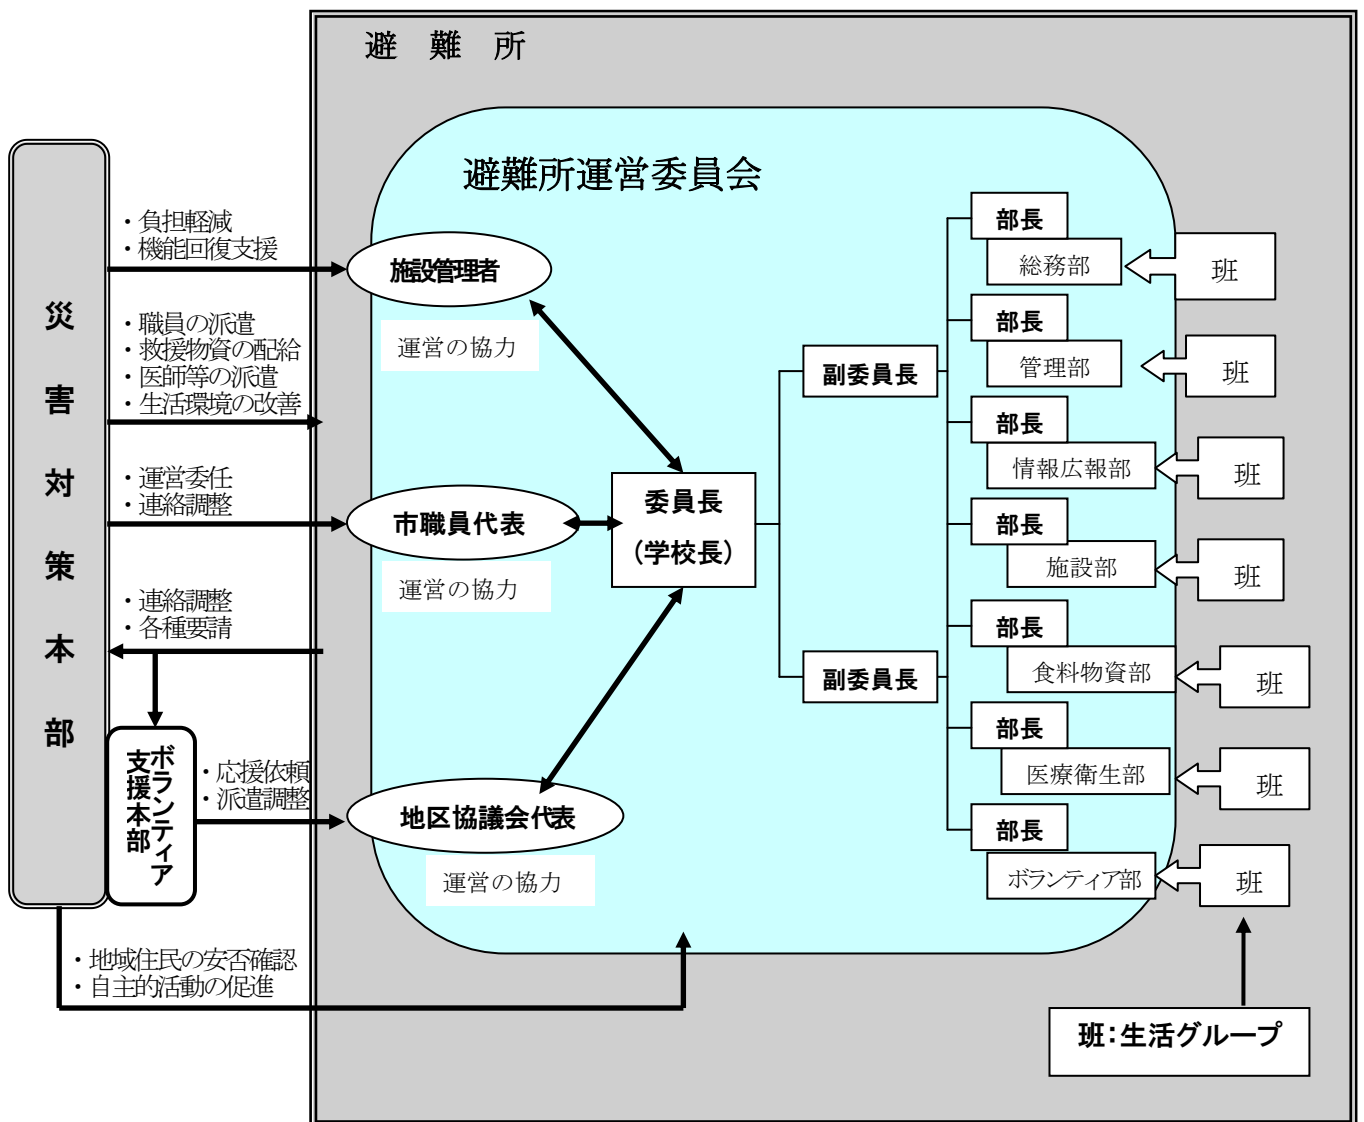 避　難　所
避難所運営委員会
災害対策本部
・負担軽減
・機能回復支援
・職員の派遣
・救援物資の配給
・医師等の派遣
・生活環境の改善
・運営委任
・連絡調整
・連絡調整
・各種要請
ボランティア
支援本部
・応援依頼
・派遣調整
・地域住民の安否確認
・自主的活動の促進
施設管理者
運営の協力
市職員代表
運営の協力
地区協議会代表
運営の協力
委員長
（学校長）
副委員長
副委員長
部長
総務部
班
部長
管理部
班
部長
情報広報部
班
部長
施設部
班
部長
食料物資部
班
部長
医療衛生部
班
部長
ボランティア部
班
班：生活グループ